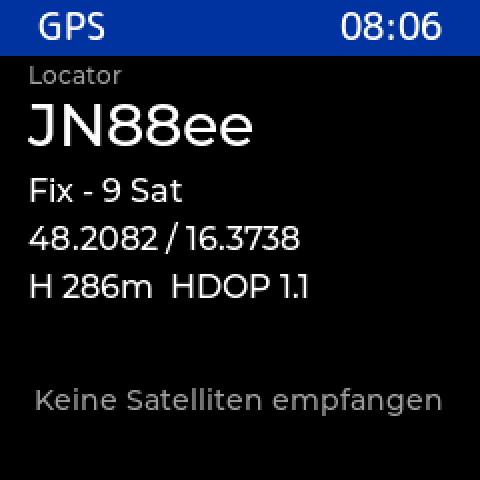 GPS 08:06
Locator
JN88ee
Fix - 9 Sat
48.2082 / 16.3738
H 286m HDOP 1.1
Keine Satelliten empfangen